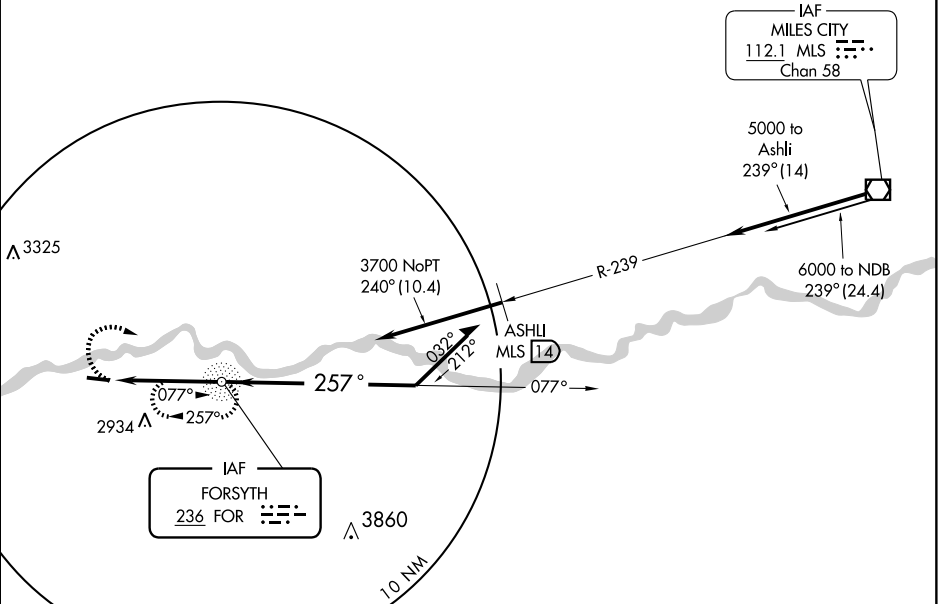 IAF
MILES CITY
112.1 MLS
Chan 58
5000 to
Ashli
239° (14)
3325
R-239
3700 NoPT
240° (10.4)
6000 to NDB
239° (24.4)
ASHLI
MLS 14
032°
212°
257°
077°
077°
257°
2934
IAF
FORSYTH
236 FOR
3860
10 NM